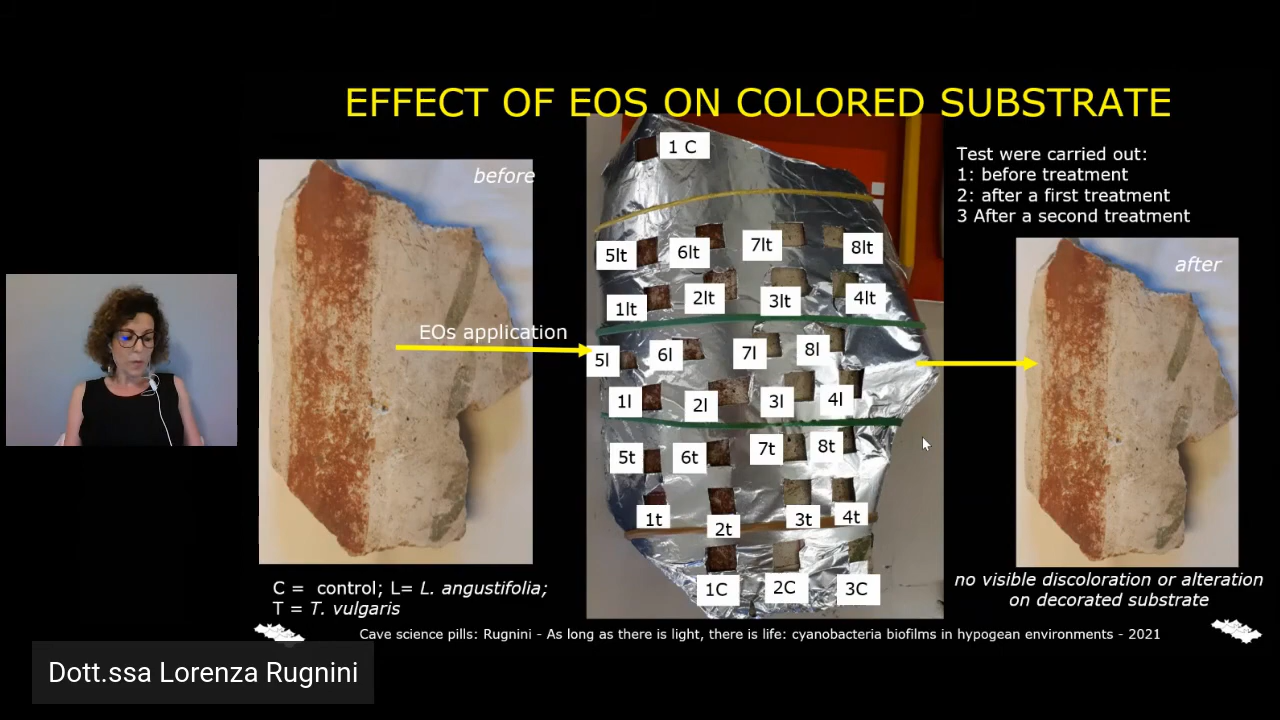 EFFECT OF EOS ON COLORED SUBSTRATE
before
EOs application
C = control; L= L. angustifolia;
T = T. vulgaris
1 C
5lt 6lt 7lt 8lt
1lt 2lt 3lt 4lt
5l 6l 7l 8l
1l 2l 3l 4l
5t 6t 7t 8t
1t 2t 3t 4t
1C 2C 3C
Test were carried out:
1: before treatment
2: after a first treatment
3 After a second treatment
after
no visible discoloration or alteration
on decorated substrate
Cave science pills: Rugnini - As long as there is light, there is life: cyanobacteria biofilms in hypogean environments - 2021
Dott.ssa Lorenza Rugnini